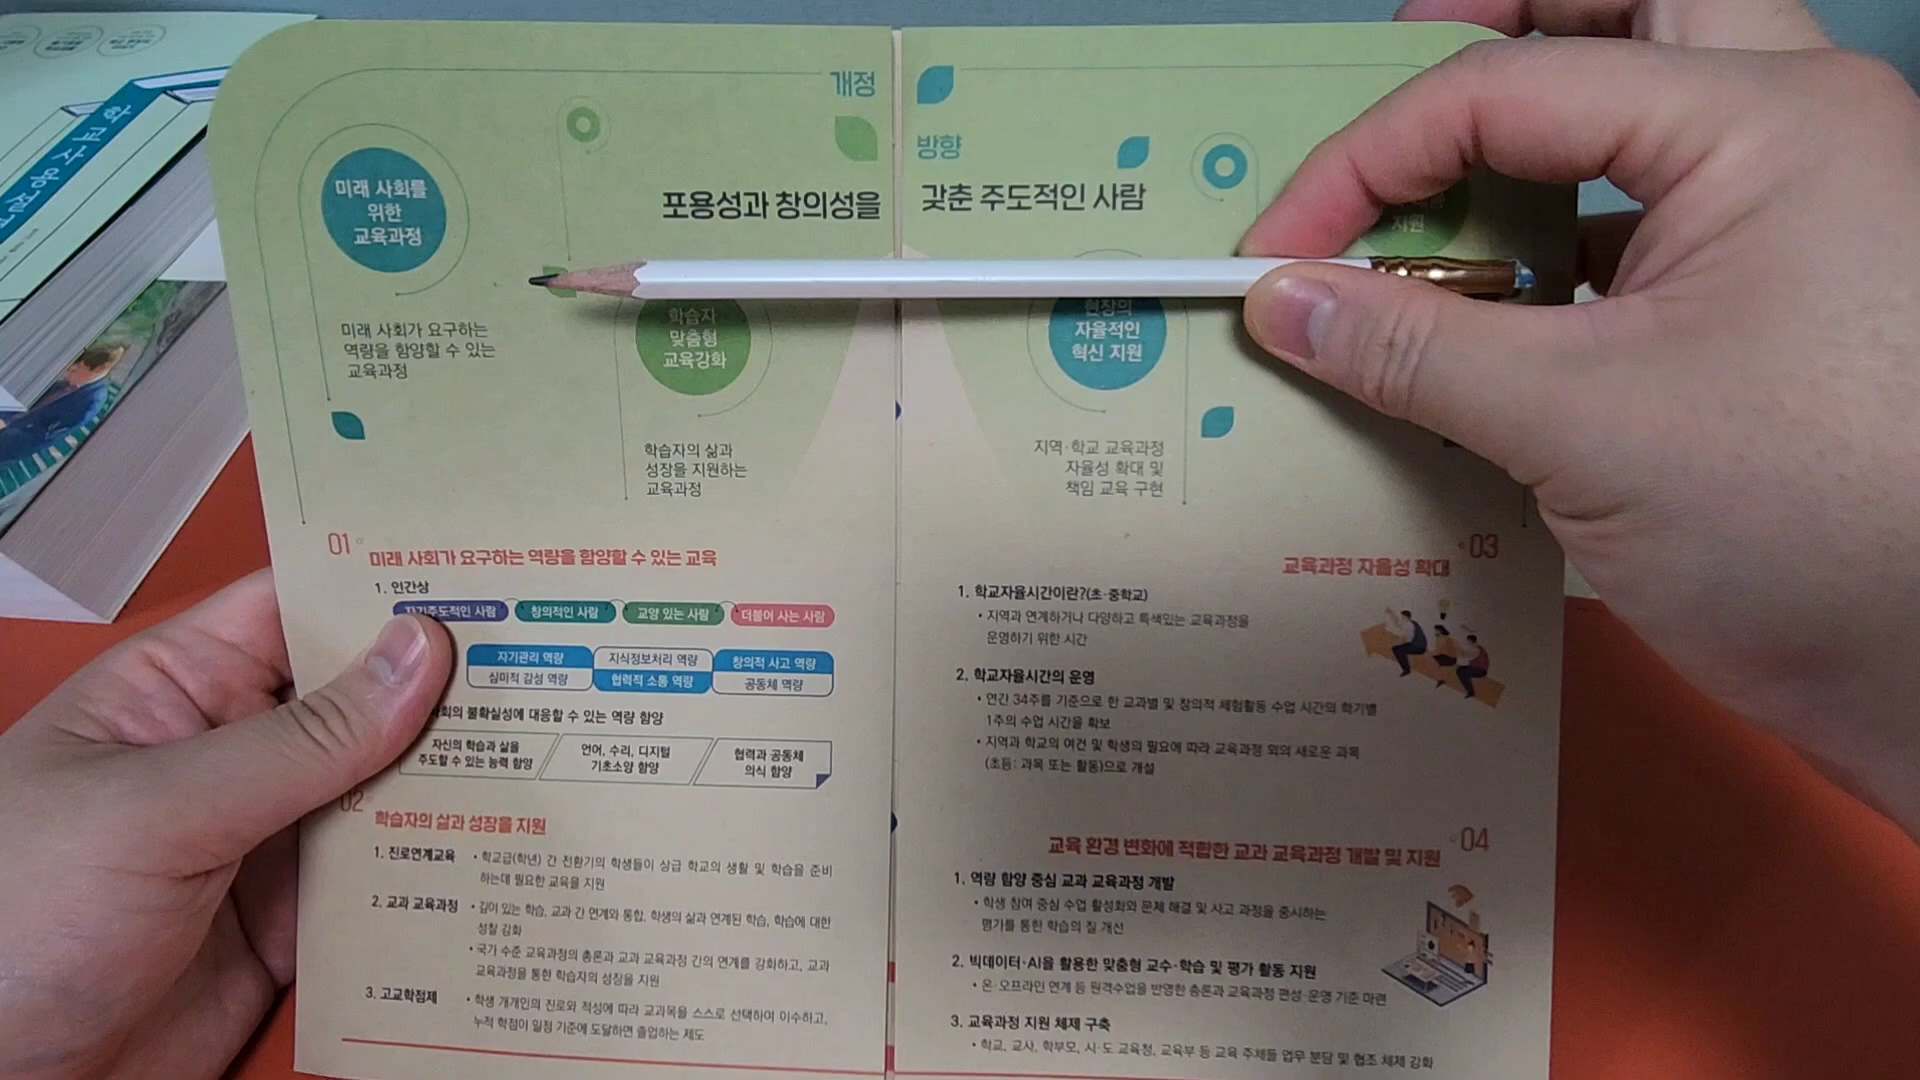 학교사용설
개정
방향
포용성과 창의성을 갖춘 주도적인 사람
미래 사회를
위한
교육과정
미래 사회가 요구하는
역량을 함양할 수 있는
교육과정
학습자
맞춤형
교육강화
학습자의 삶과
성장을 지원하는
교육과정
현장의
자율적인
혁신 지원
지역·학교 교육과정
자율성 확대 및
책임 교육 구현
지원
01
미래 사회가 요구하는 역량을 함양할 수 있는 교육
1. 인간상
자기주도적인 사람 창의적인 사람 교양 있는 사람 더불어 사는 사람
자기관리 역량 지식정보처리 역량 창의적 사고 역량
심미적 감성 역량 협력적 소통 역량 공동체 역량
사회의 불확실성에 대응할 수 있는 역량 함양
자신의 학습과 삶을
주도할 수 있는 능력 함양
언어, 수리, 디지털
기초소양 함양
협력과 공동체
의식 함양
02
학습자의 삶과 성장을 지원
1. 진로연계교육
• 학교급(학년) 간 전환기의 학생들이 상급 학교의 생활 및 학습을 준비
하는데 필요한 교육을 지원
2. 교과 교육과정
• 깊이 있는 학습, 교과 간 연계와 통합, 학생의 삶과 연계된 학습, 학습에 대한
성찰 강화
• 국가 수준 교육과정의 총론과 교과 교육과정 간의 연계를 강화하고, 교과
교육과정을 통한 학습자의 성장을 지원
3. 고교학점제
• 학생 개개인의 진로와 적성에 따라 교과목을 스스로 선택하여 이수하고,
누적 학점이 일정 기준에 도달하면 졸업하는 제도
03
교육과정 자율성 확대
1. 학교자율시간이란?(초·중학교)
• 지역과 연계하거나 다양하고 특색있는 교육과정을
운영하기 위한 시간
2. 학교자율시간의 운영
• 연간 34주를 기준으로 한 교과별 및 창의적 체험활동 수업 시간의 학기별
1주의 수업 시간을 확보
• 지역과 학교의 여건 및 학생의 필요에 따라 교육과정 외의 새로운 과목
(초등: 과목 또는 활동)으로 개설
04
교육 환경 변화에 적합한 교과 교육과정 개발 및 지원
1. 역량 함양 중심 교과 교육과정 개발
• 학생 참여 중심 수업 활성화와 문제 해결 및 사고 과정을 중시하는
평가를 통한 학습의 질 개선
2. 빅데이터·AI을 활용한 맞춤형 교수·학습 및 평가 활동 지원
• 온·오프라인 연계 등 원격수업을 반영한 총론과 교육과정 편성·운영 기준 마련
3. 교육과정 지원 체제 구축
• 학교, 교사, 학부모, 시·도 교육청, 교육부 등 교육 주체들 업무 분담 및 협조 체제 강화